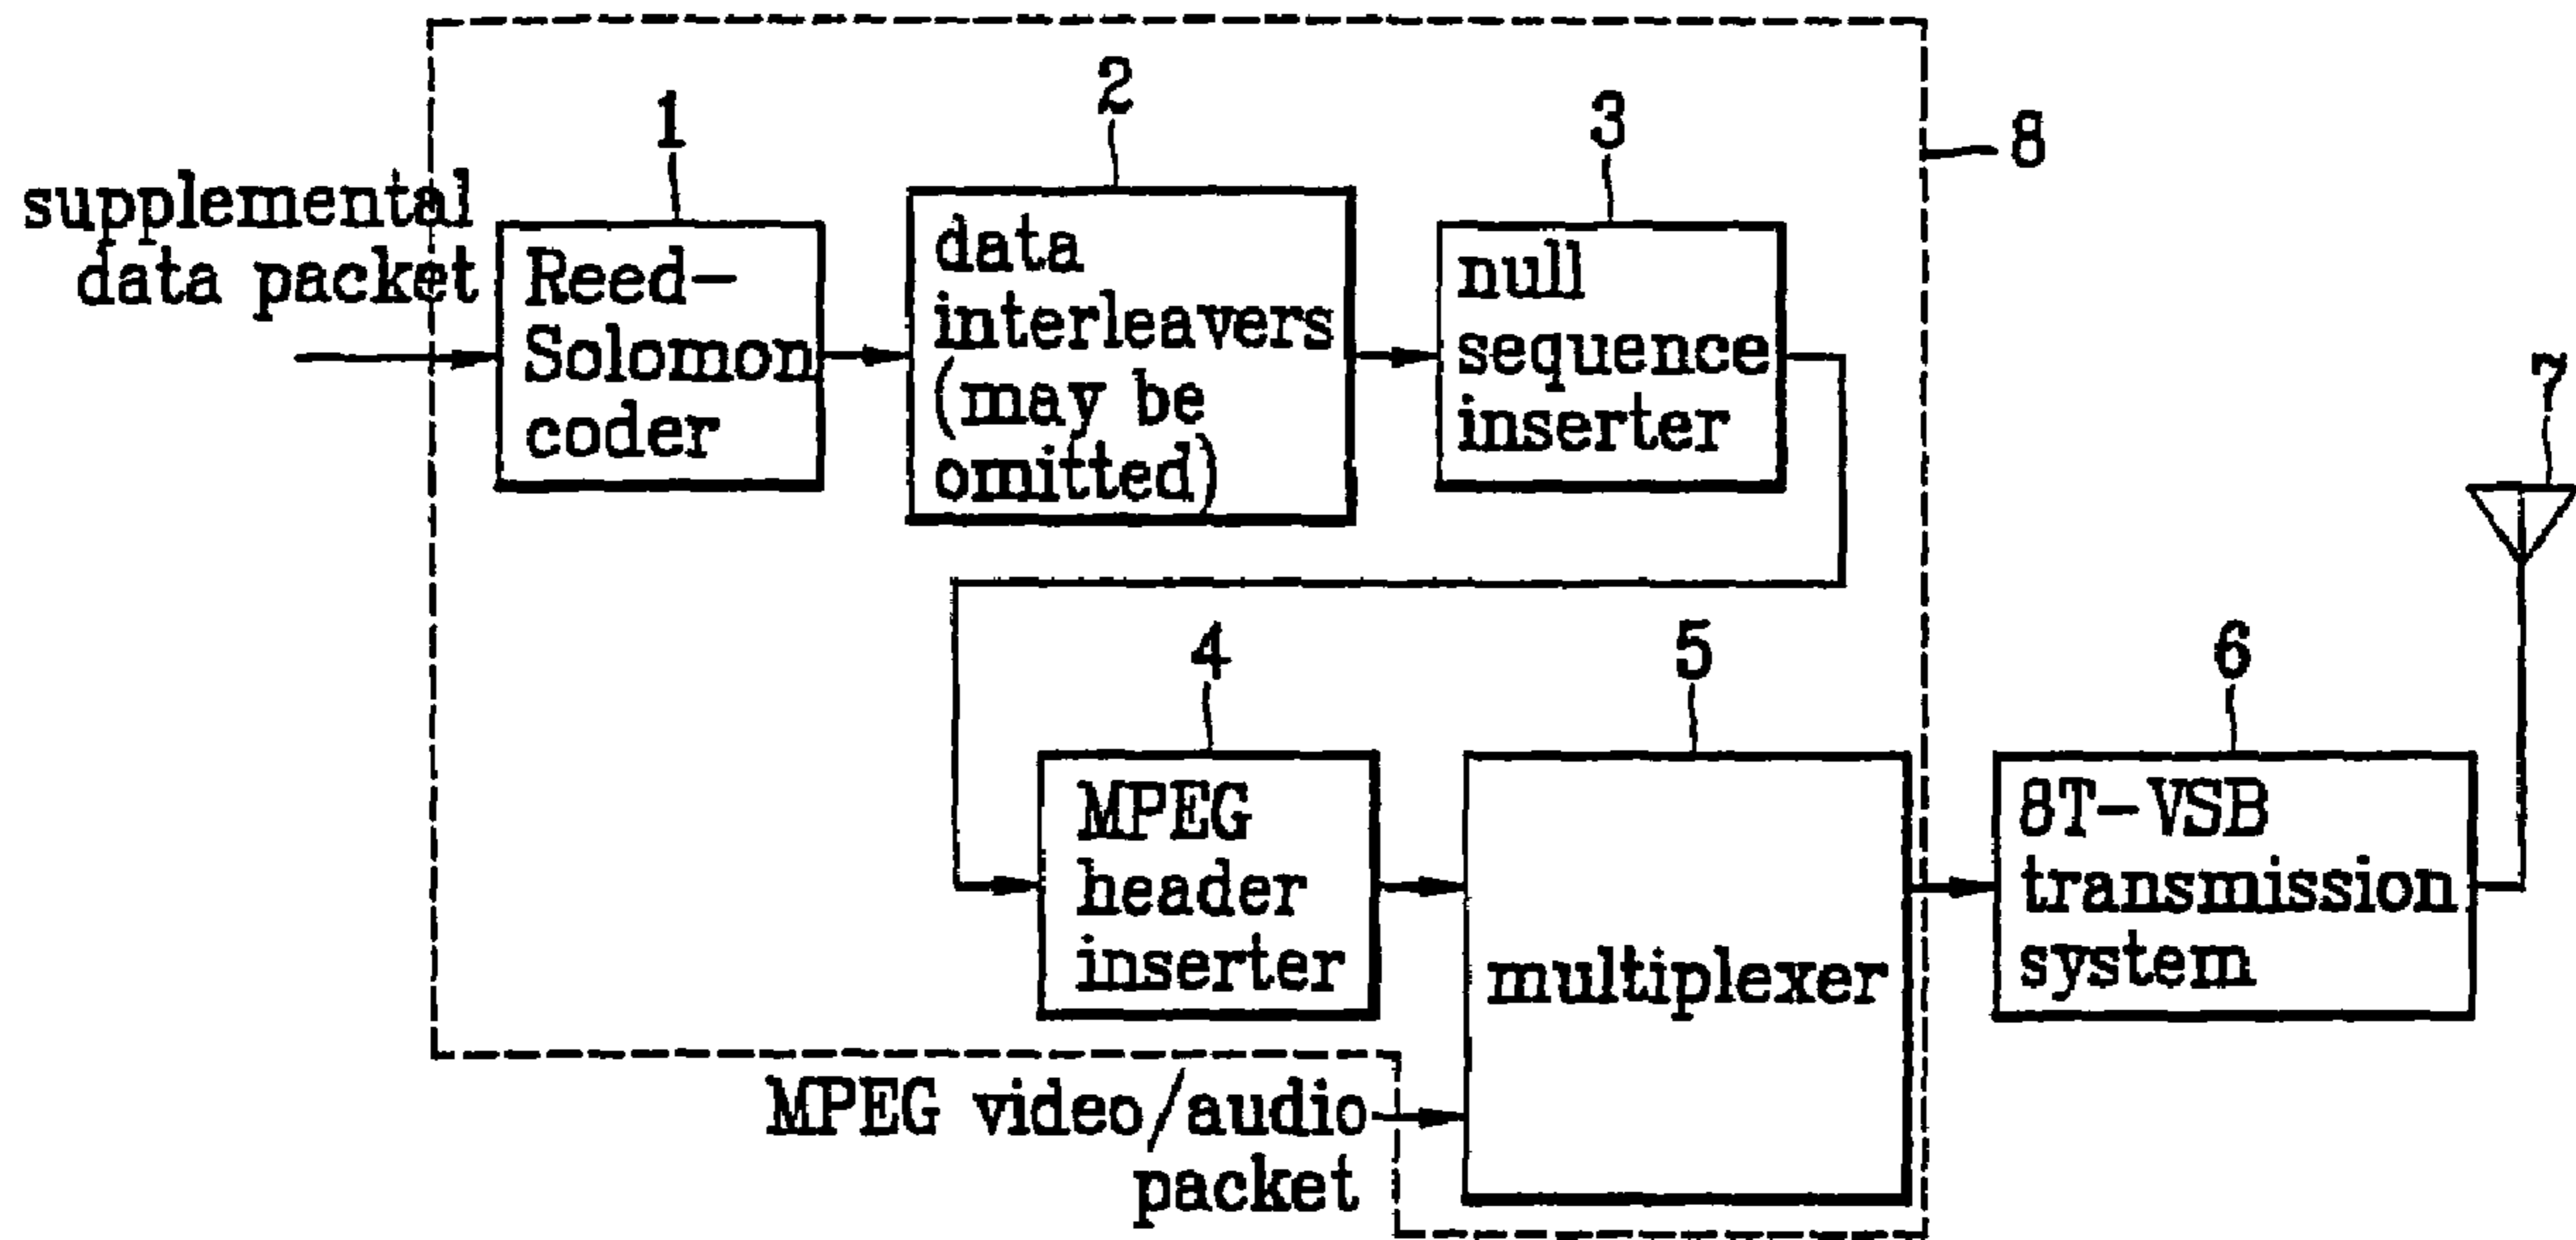 2
1
3
8
supplemental
data packet
Reed-
Solomon
coder
data
interleavers
(may be
omitted)
null
sequence
inserter
7
4
5
6
MPEG
header
inserter
multiplexer
8T-VSB
transmission
system
MPEG video/audio
packet